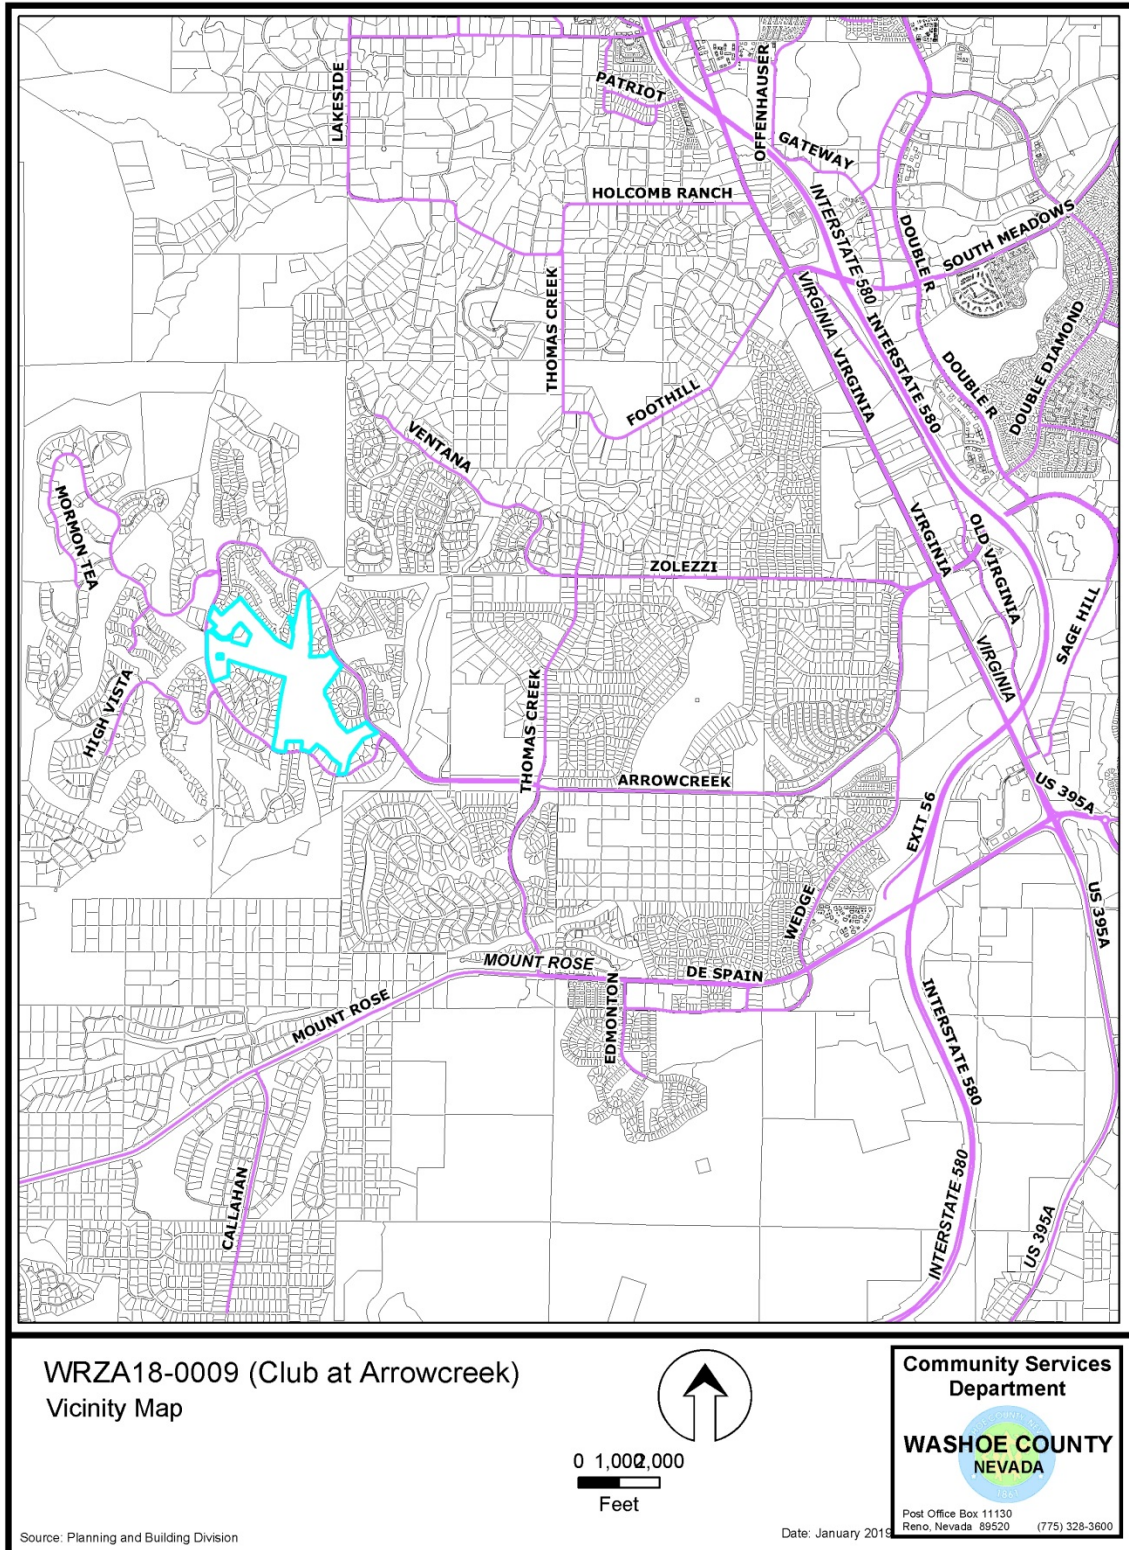 LAKESIDE
PATRIOT
OFFENHAUSER
GATEWAY
HOLCOMB RANCH
INTERSTATE 580
DOUBLE R
SOUTH MEADOWS
THOMAS CREEK
VIRGINIA
VIRGINIA
INTERSTATE 580
DOUBLE R
DOUBLE DIAMOND
FOOTHILL
VENTANA
MORMON TEA
VIRGINIA
OLD VIRGINIA
ZOLEZZI
SAGE HILL
VIRGINIA
HIGH VISTA
THOMAS CREEK
ARROWCREEK
US 395A
EXIT 56
WEDGE
US 395A
MOUNT ROSE
DE SPAIN
MOUNT ROSE
EDMONTON
INTERSTATE 580
CALLAHAN
INTERSTATE 580
US 395A
WRZA18-0009 (Club at Arrowcreek)
Vicinity Map
0 1,000 2,000
Feet
Community Services
Department
WASHOE COUNTY
NEVADA
1861
Post Office Box 11130
Reno, Nevada 89520 (775) 328-3600
Source: Planning and Building Division
Date: January 2019